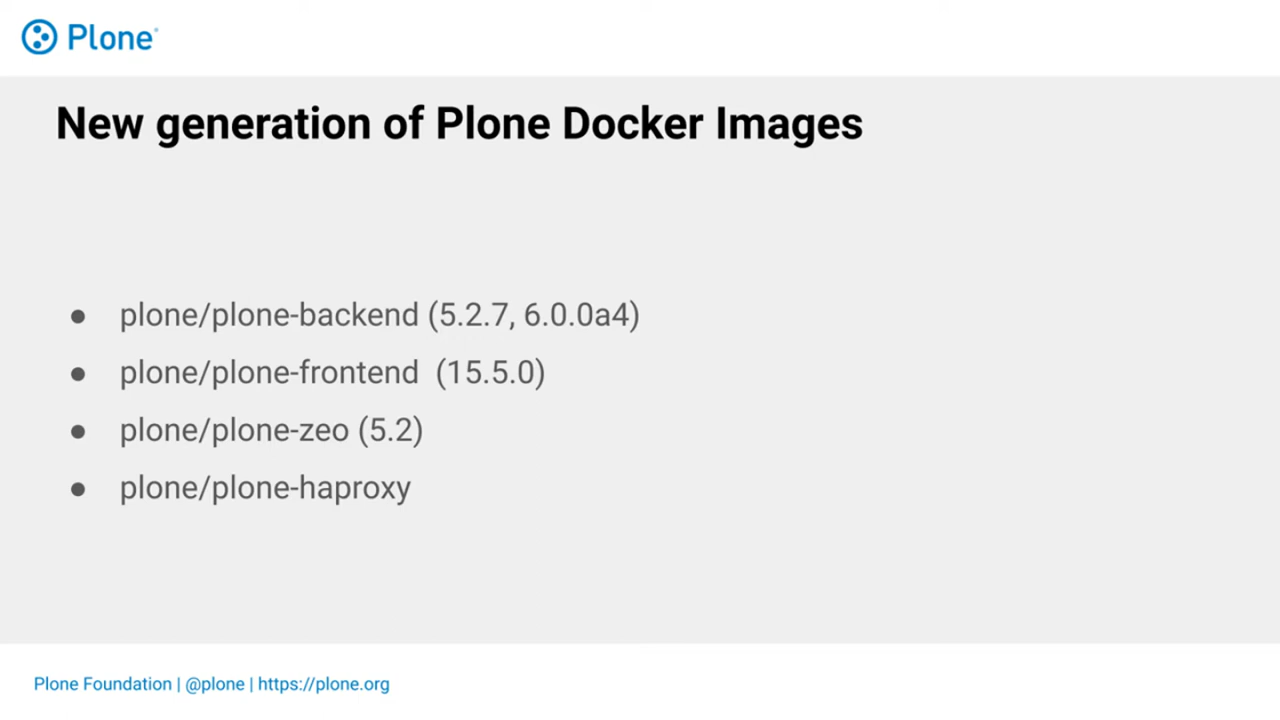 Plone
New generation of Plone Docker Images
● plone/plone-backend (5.2.7, 6.0.0a4)
● plone/plone-frontend (15.5.0)
● plone/plone-zeo (5.2)
● plone/plone-haproxy
Plone Foundation | @plone | https://plone.org